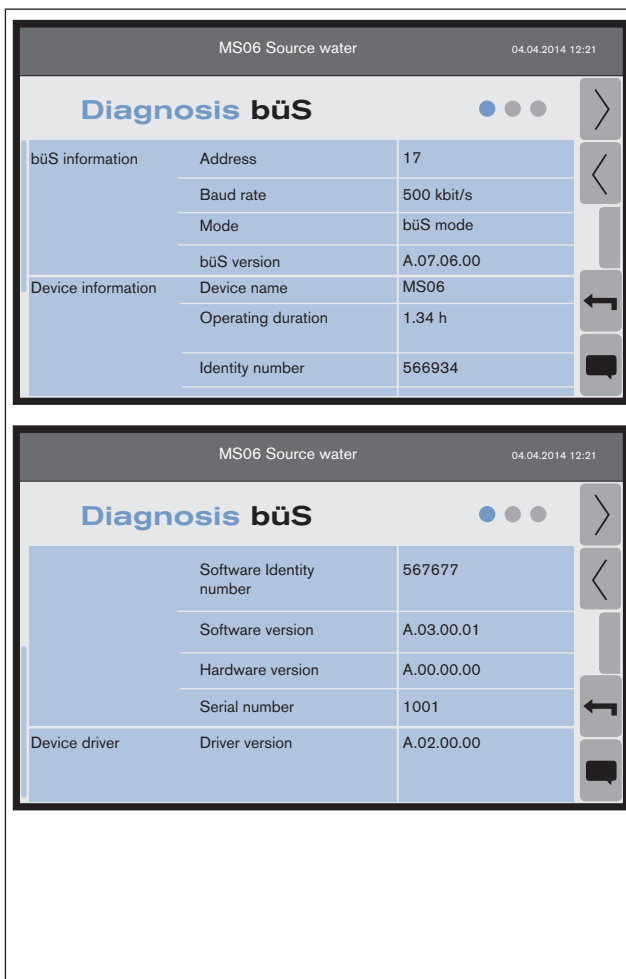 MS06 Source water 04.04.2014 12:21
Diagnosis büS
büS information Address 17
Baud rate 500 kbit/s
Mode büS mode
büS version A.07.06.00
Device information Device name MS06
Operating duration 1.34 h
Identity number 566934
MS06 Source water 04.04.2014 12:21
Diagnosis büS
Software Identity 567677
number
Software version A.03.00.01
Hardware version A.00.00.00
Serial number 1001
Device driver Driver version A.02.00.00